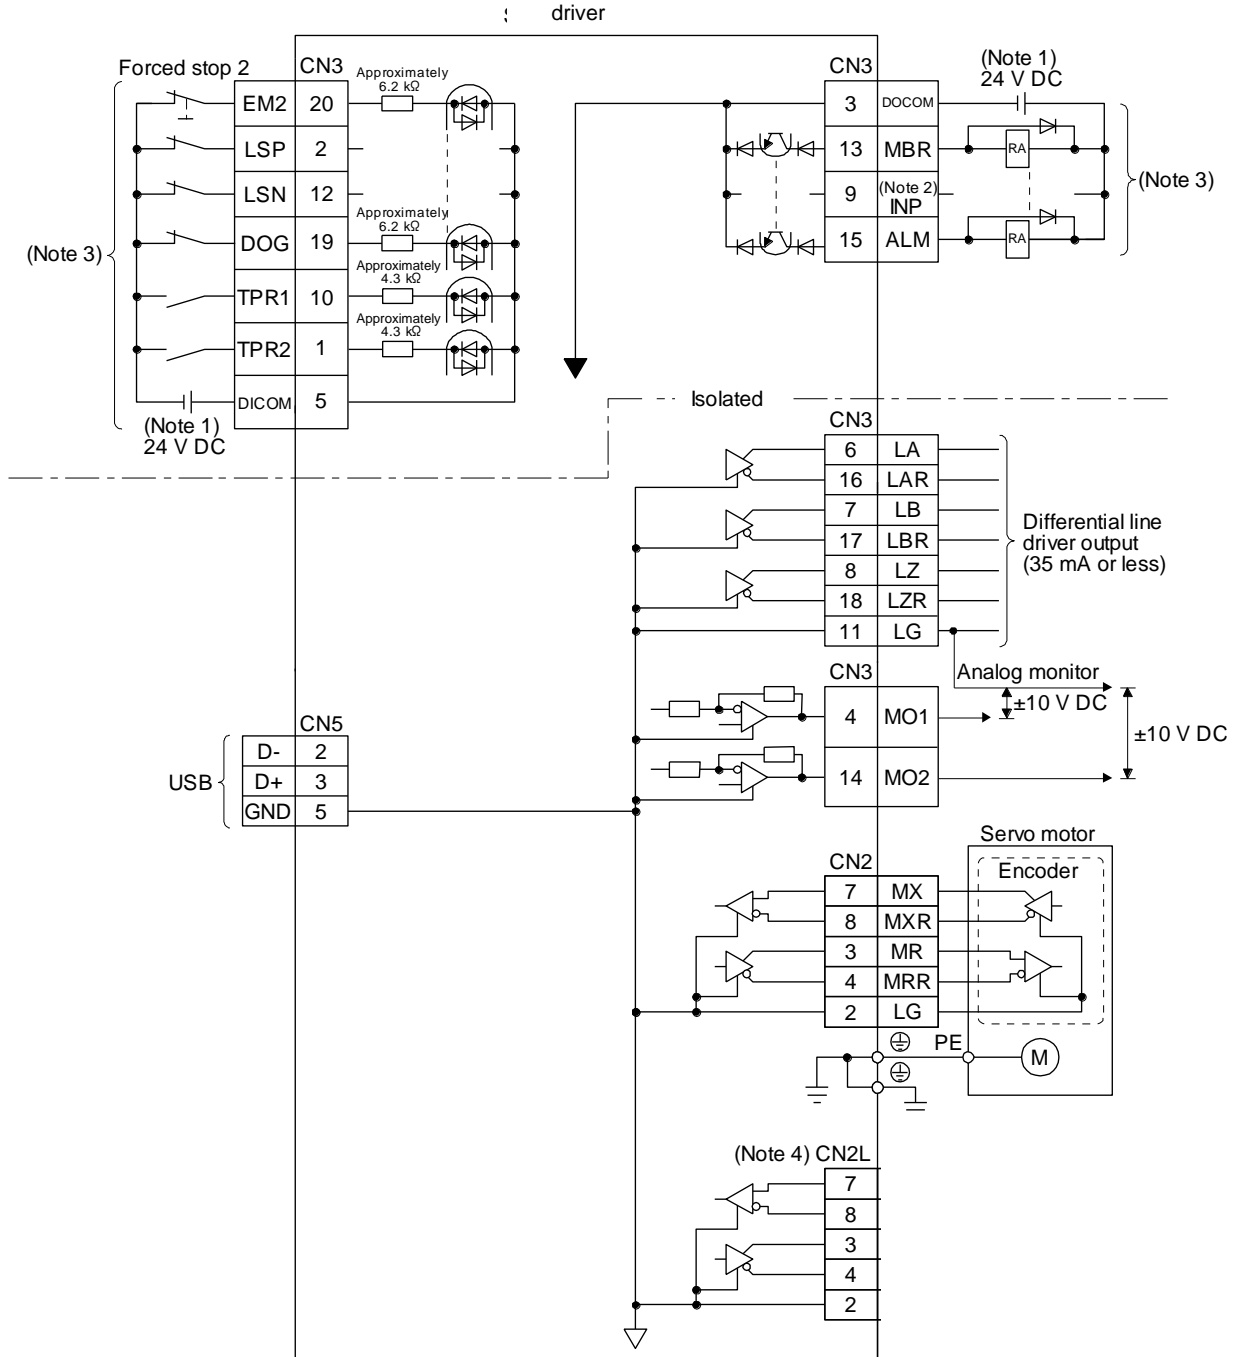 driver
Forced stop 2
CN3
EM2 20 Approximately 6.2 kΩ
LSP 2
LSN 12
DOG 19 Approximately 6.2 kΩ
TPR1 10 Approximately 4.3 kΩ
TPR2 1 Approximately 4.3 kΩ
DICOM 5
(Note 3)
(Note 1)
24 V DC
CN3
(Note 1)
24 V DC
3 DOCOM
13 MBR RA
9 (Note 2) INP
15 ALM RA
(Note 3)
Isolated
CN3
6 LA
16 LAR
7 LB
17 LBR
8 LZ
18 LZR
11 LG
Differential line
driver output
(35 mA or less)
CN3
Analog monitor
4 MO1
±10 V DC
±10 V DC
14 MO2
CN5
USB
D- 2
D+ 3
GND 5
Servo motor
Encoder
CN2
7 MX
8 MXR
3 MR
4 MRR
2 LG
PE
M
(Note 4) CN2L
7
8
3
4
2